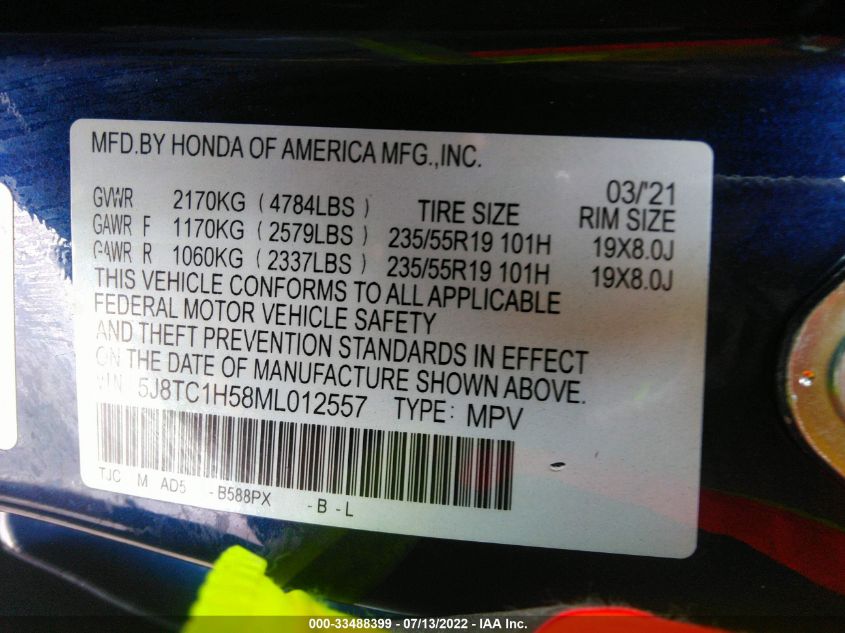 MFD.BY HONDA OF AMERICA MFG.,INC.
03/'21
GVWR 2170KG (4784LBS) TIRE SIZE RIM SIZE
GAWR F 1170KG (2579LBS) 235/55R19 101H 19X8.0J
GAWR R 1060KG (2337LBS) 235/55R19 101H 19X8.0J
THIS VEHICLE CONFORMS TO ALL APPLICABLE
FEDERAL MOTOR VEHICLE SAFETY
AND THEFT PREVENTION STANDARDS IN EFFECT
ON THE DATE OF MANUFACTURE SHOWN ABOVE.
VIN: 5J8TC1H58ML012557 TYPE: MPV
TJC M AD5 -B588PX -B-L
000-33488399 - 07/13/2022 - IAA Inc.